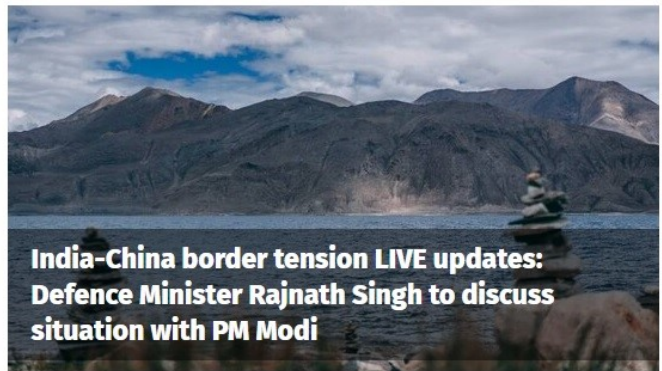 India-China border tension LIVE updates:
Defence Minister Rajnath Singh to discuss
situation with PM Modi